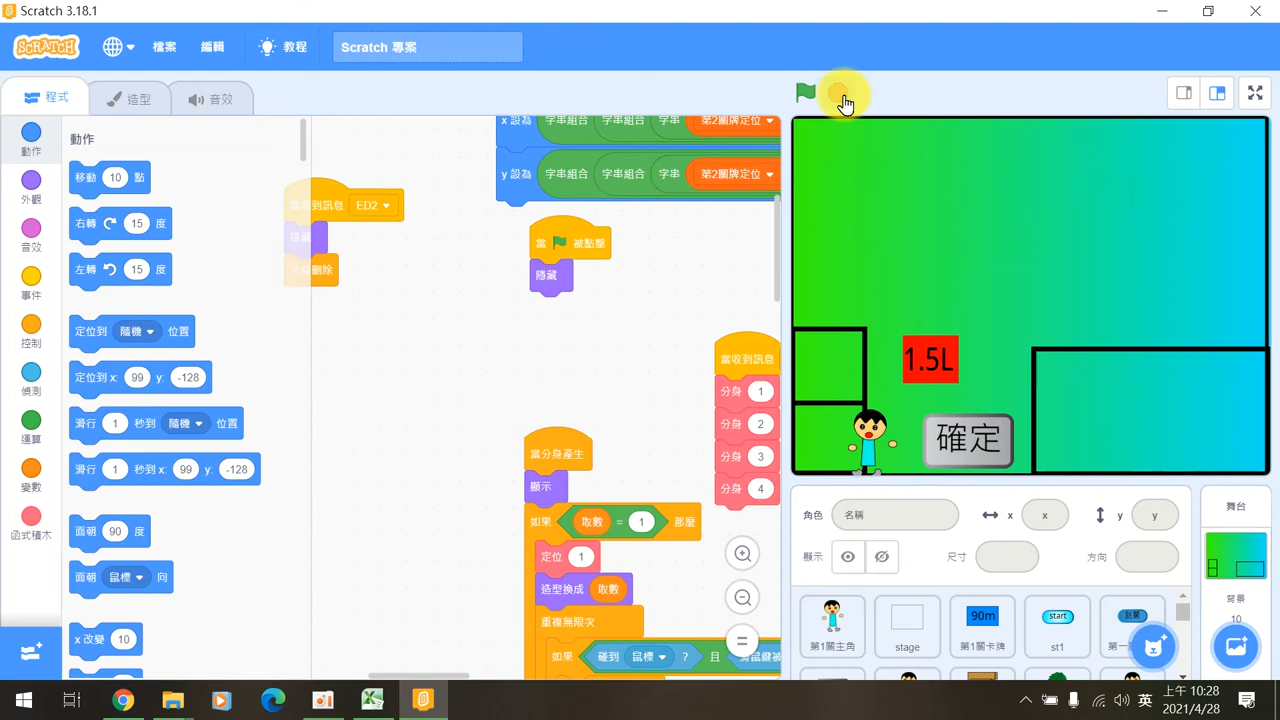 Scratch 3.18.1
SCRATCH 檔案 編輯 教程 Scratch 專案
程式 造型 音效
動作
外觀
音效
事件
控制
偵測
運算
變數
函式積木
動作
移動 10 點
右轉 15 度
左轉 15 度
定位到 隨機 位置
定位到 x: 99 y: -128
滑行 1 秒到 隨機 位置
滑行 1 秒到 x: 99 y: -128
面朝 90 度
面朝 鼠標 向
x 改變 10
當收到訊息 ED2
隱藏
分身刪除
x 設為 字串組合 字串組合 字串 第2關牌定位
y 設為 字串組合 字串組合 字串 第2關牌定位
當 被點擊
隱藏
當收到訊息
分身 1
分身 2
分身 3
分身 4
當分身產生
顯示
如果 取數 = 1 那麼
定位 1
造型換成 取數
重複無限次
如果 碰到 鼠標 ? 且 滑鼠鍵被
1.5L
確定
角色 名稱 x x y y
顯示 尺寸 方向
第1關主角 stage 第1關卡牌 st1
start
90m
舞台
背景
10
英
上午 10:28
2021/4/28